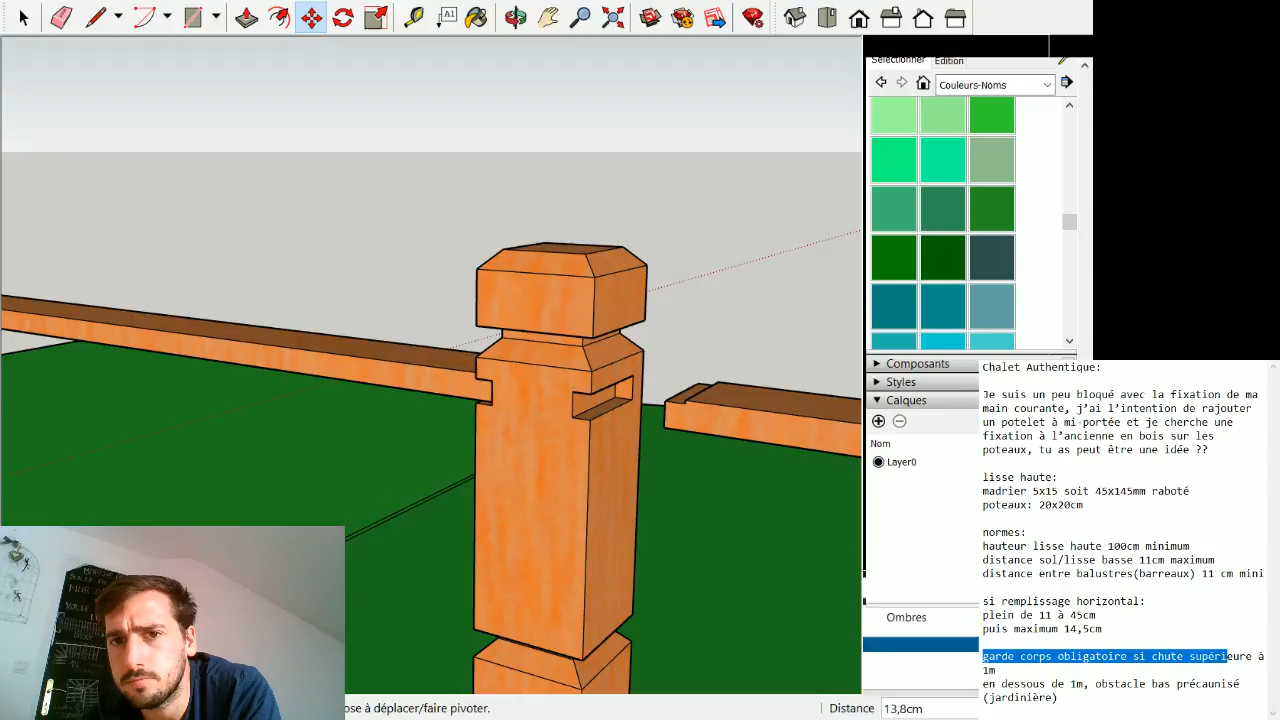 A1
Sélectionner Edition
Couleurs-Noms
Composants
Styles
Calques
Nom
Layer0
Ombres
ose à déplacer/faire pivoter.
Distance 13,8cm
Chalet Authentique:
Je suis un peu bloqué avec la fixation de ma
main courante, j’ai l’intention de rajouter
un potelet à mi-portée et je cherche une
fixation à l’ancienne en bois sur les
poteaux, tu as peut être une idée ??
lisse haute:
madrier 5x15 soit 45x145mm raboté
poteaux: 20x20cm
normes:
hauteur lisse haute 100cm minimum
distance sol/lisse basse 11cm maximum
distance entre balustres(barreaux) 11 cm mini
si remplissage horizontal:
plein de 11 à 45cm
puis maximum 14,5cm
garde corps obligatoire si chute supérieure à
1m
en dessous de 1m, obstacle bas précaunisé
(jardinière)